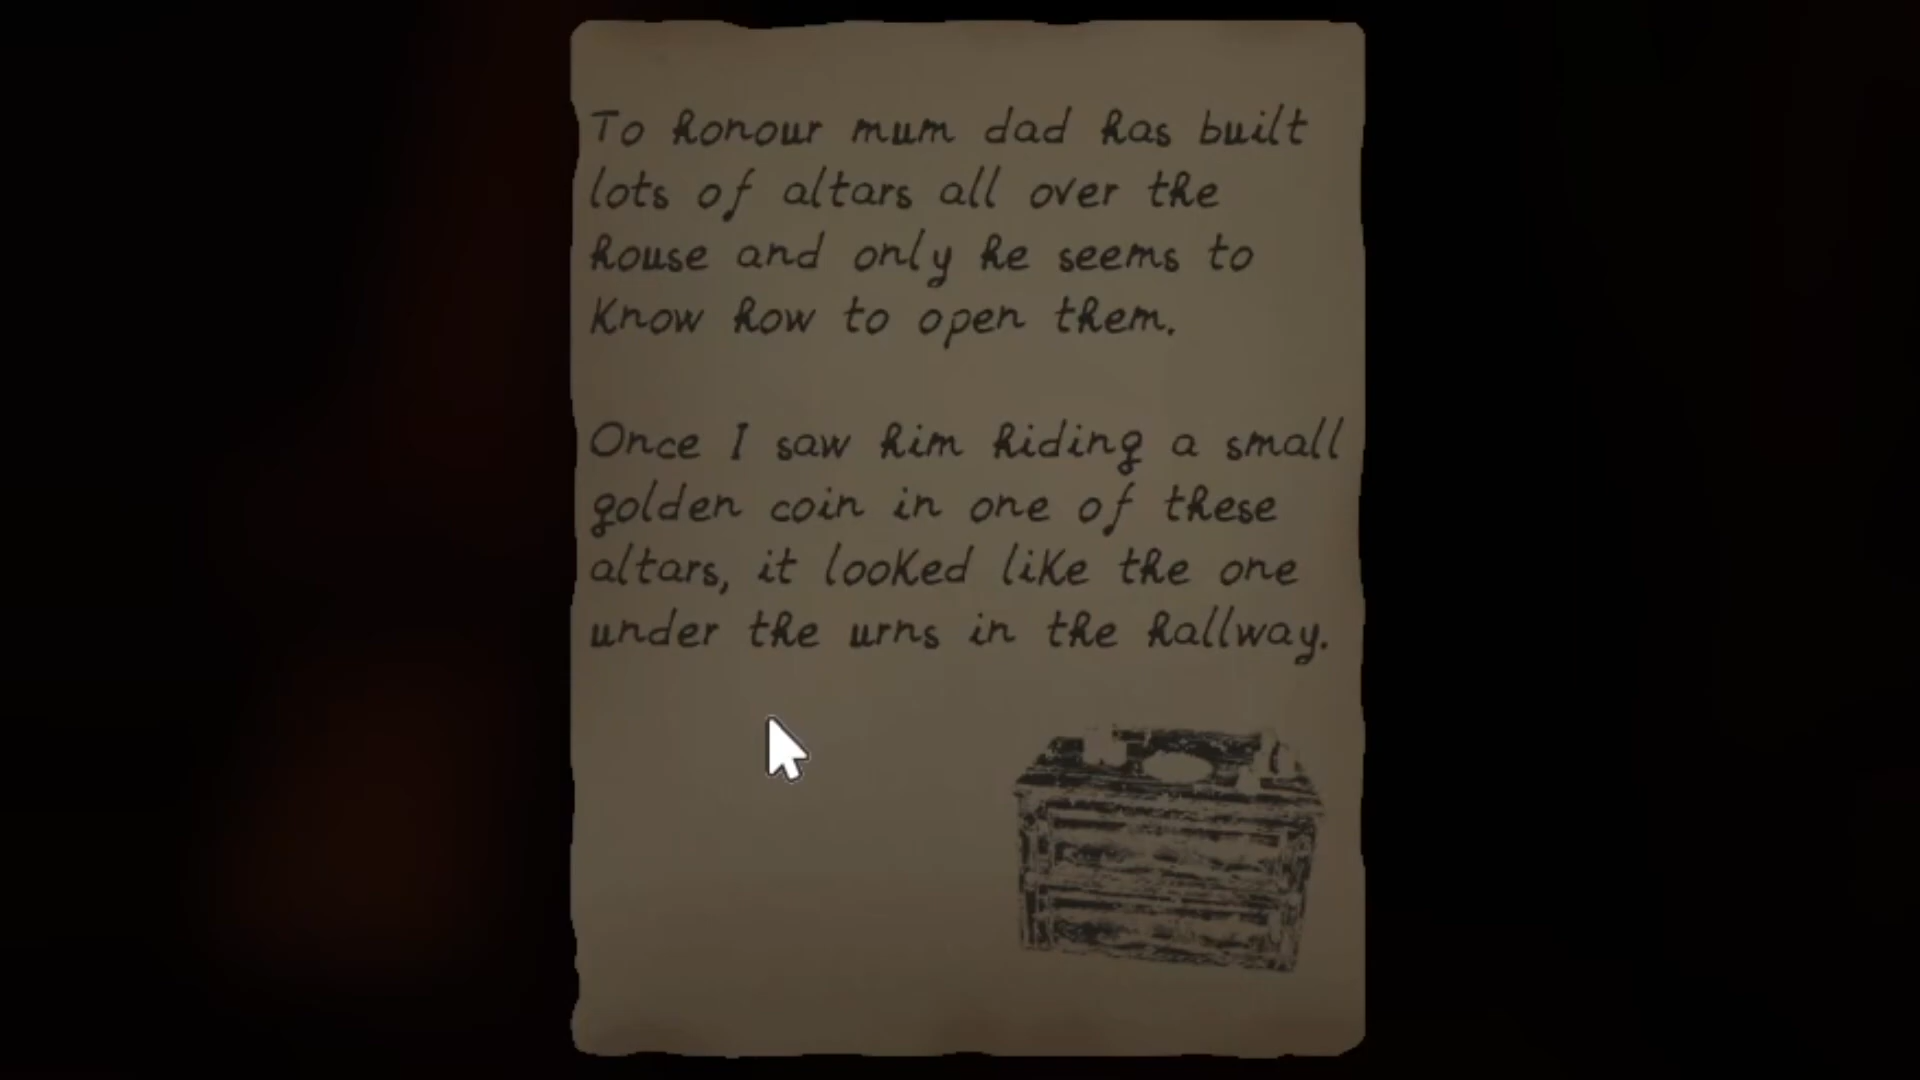 To honour mum dad has built
lots of altars all over the
house and only he seems to
know how to open them.
Once I saw him hiding a small
golden coin in one of these
altars, it looked like the one
under the urns in the hallway.